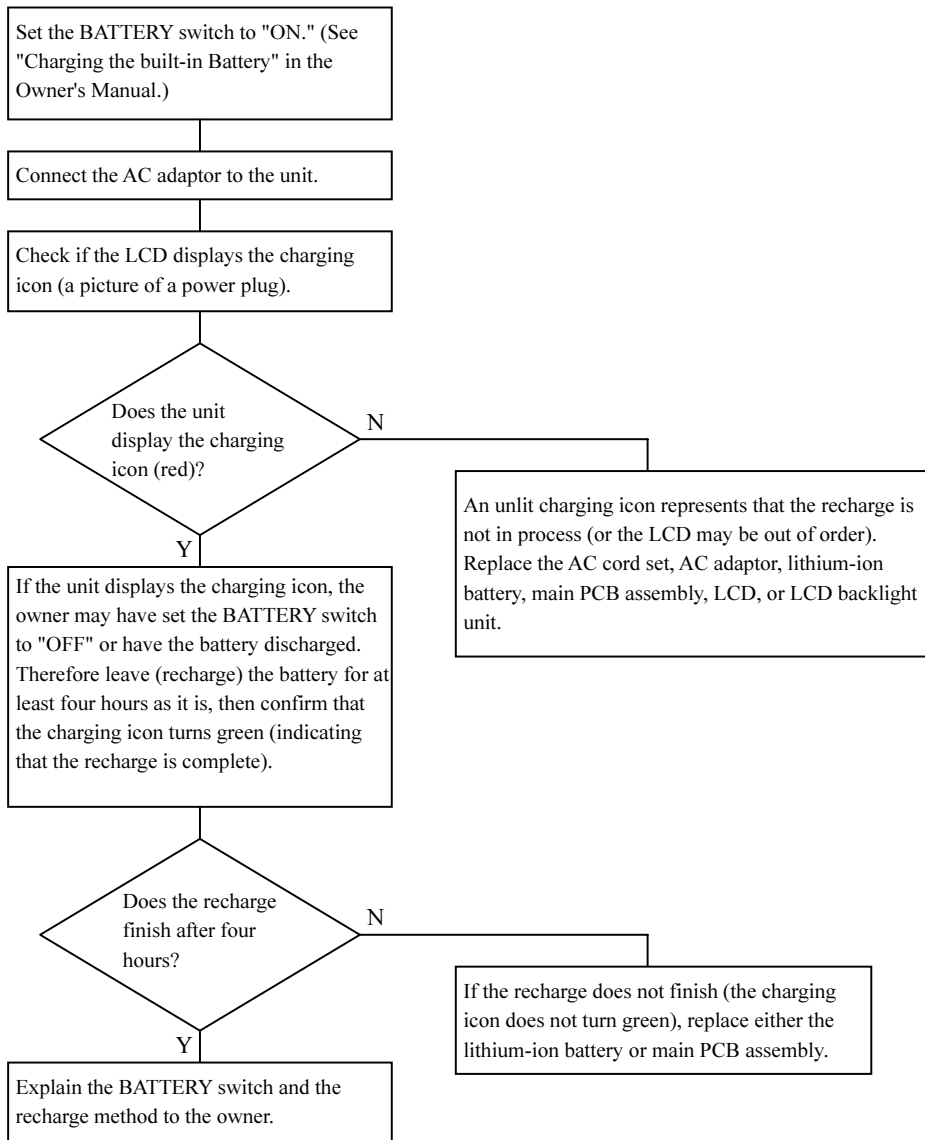 Set the BATTERY switch to "ON." (See
"Charging the built-in Battery" in the
Owner's Manual.)
Connect the AC adaptor to the unit.
Check if the LCD displays the charging
icon (a picture of a power plug).
Does the unit
display the charging
icon (red)?
N
An unlit charging icon represents that the recharge is
not in process (or the LCD may be out of order).
Replace the AC cord set, AC adaptor, lithium-ion
battery, main PCB assembly, LCD, or LCD backlight
unit.
Y
If the unit displays the charging icon, the
owner may have set the BATTERY switch
to "OFF" or have the battery discharged.
Therefore leave (recharge) the battery for at
least four hours as it is, then confirm that
the charging icon turns green (indicating
that the recharge is complete).
Does the recharge
finish after four
hours?
N
If the recharge does not finish (the charging
icon does not turn green), replace either the
lithium-ion battery or main PCB assembly.
Y
Explain the BATTERY switch and the
recharge method to the owner.